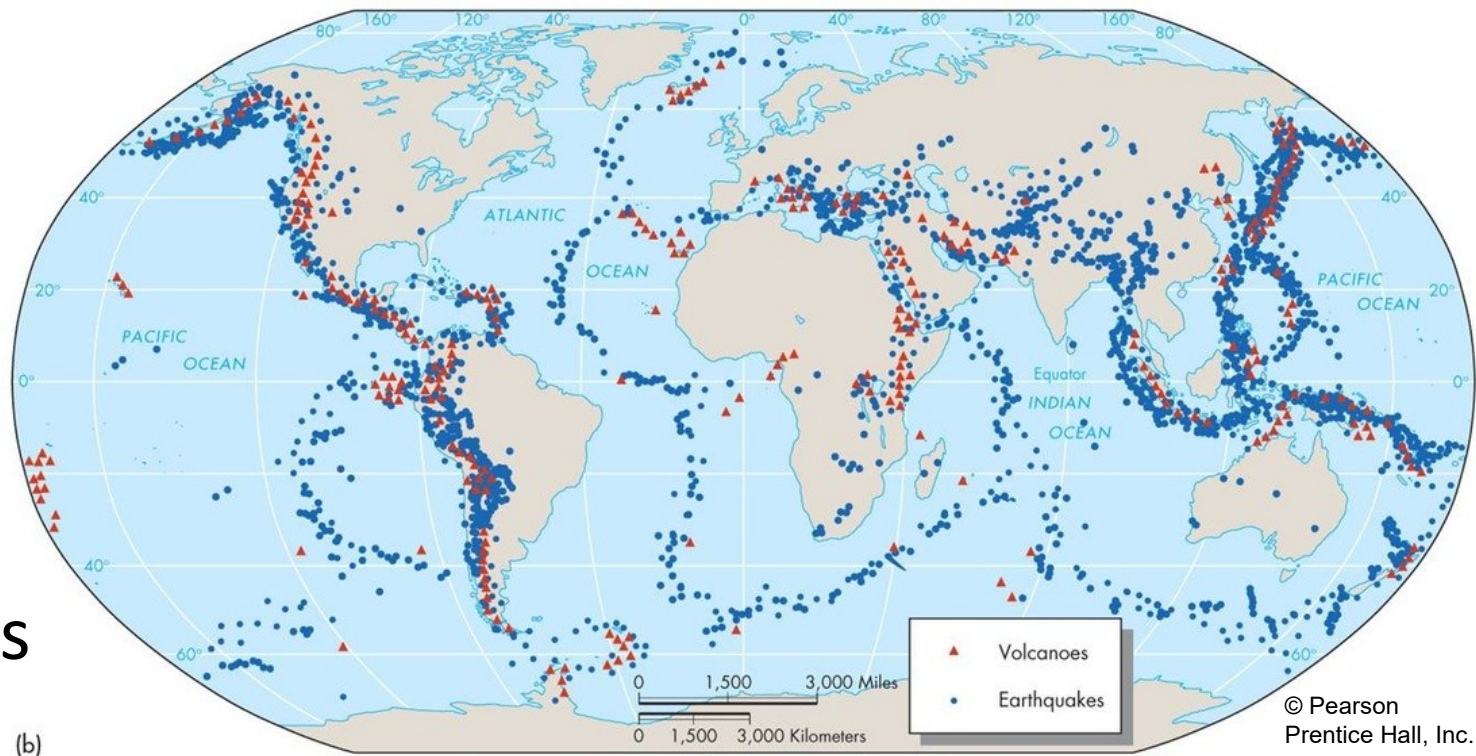 160° 120° 40° 0° 40° 80° 120° 160°
80° 80°
40° 40°
ATLANTIC
OCEAN
PACIFIC
OCEAN
20° 20°
PACIFIC
OCEAN
0° 0°
Equator
INDIAN
OCEAN
40° 40°
s
60° 60°
0 1,500 3,000 Miles
0 1,500 3,000 Kilometers
Volcanoes
Earthquakes
(b)
© Pearson
Prentice Hall, Inc.